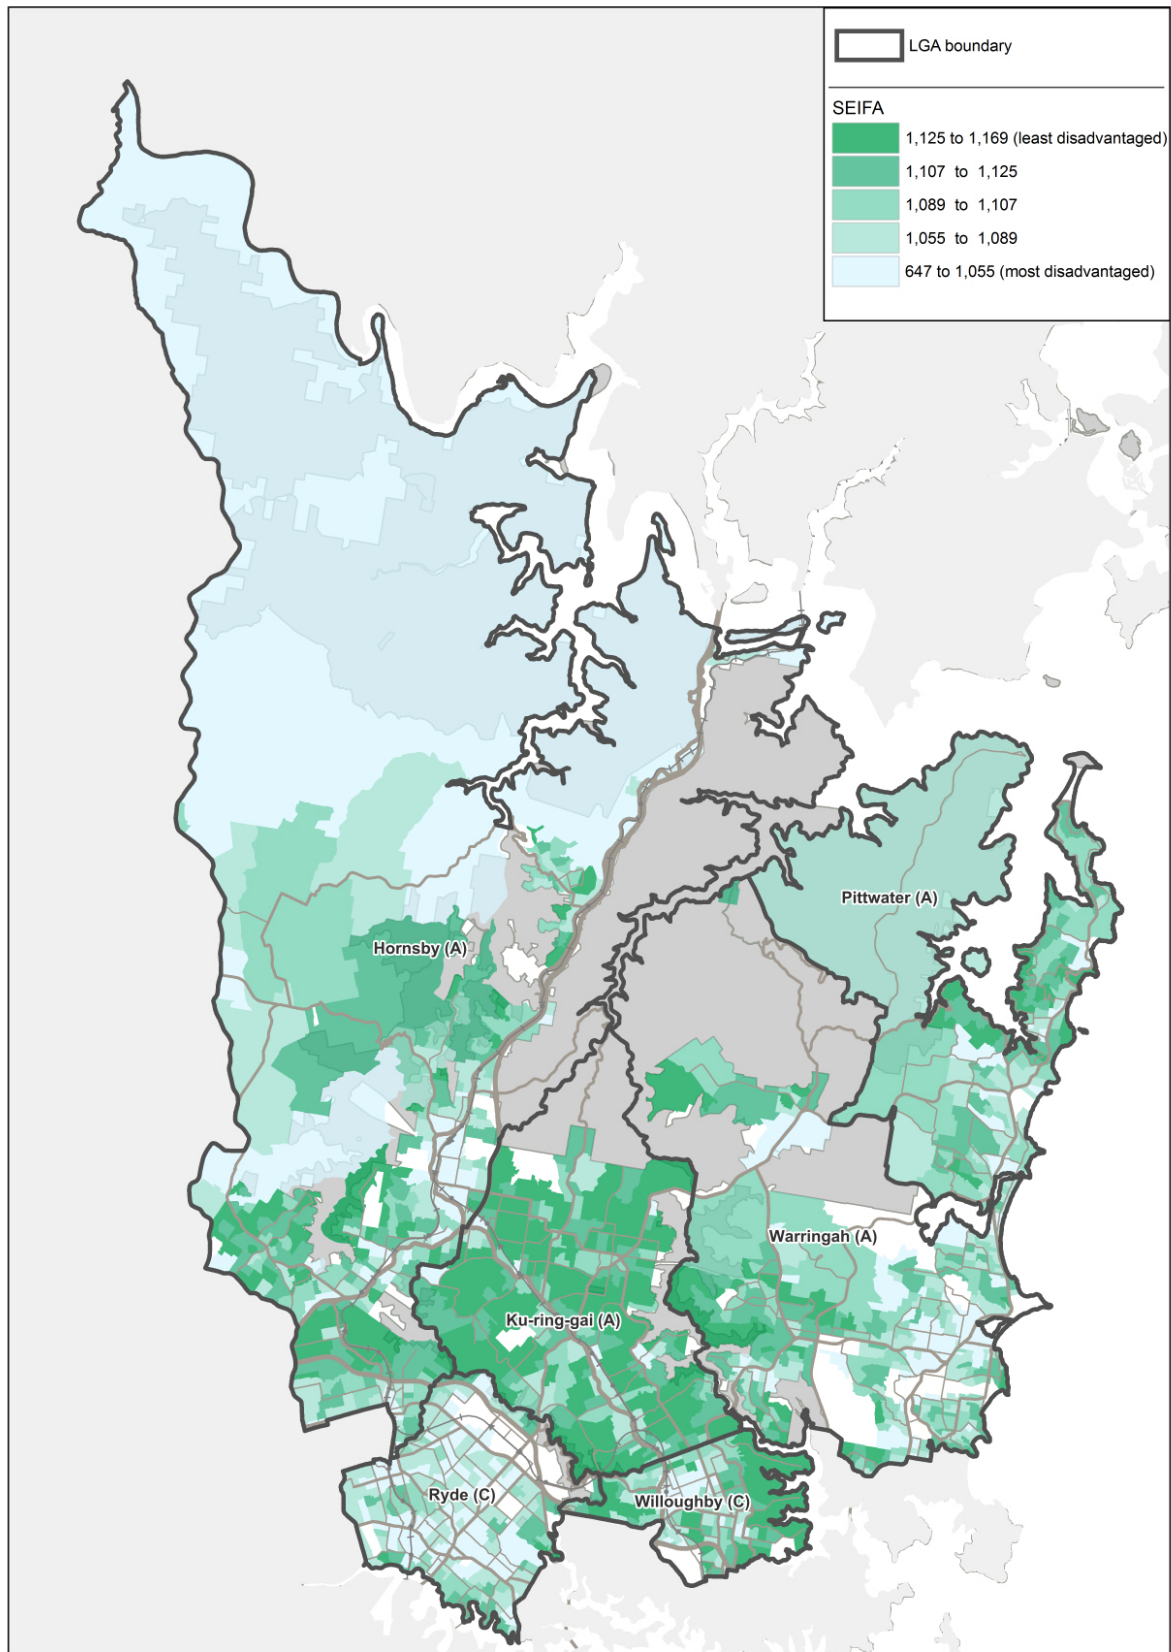 LGA boundary
SEIFA
1,125 to 1,169 (least disadvantaged)
1,107 to 1,125
1,089 to 1,107
1,055 to 1,089
647 to 1,055 (most disadvantaged)
Pittwater (A)
Hornsby (A)
Warringah (A)
Ku-ring-gai (A)
Ryde (C)
Willoughby (C)